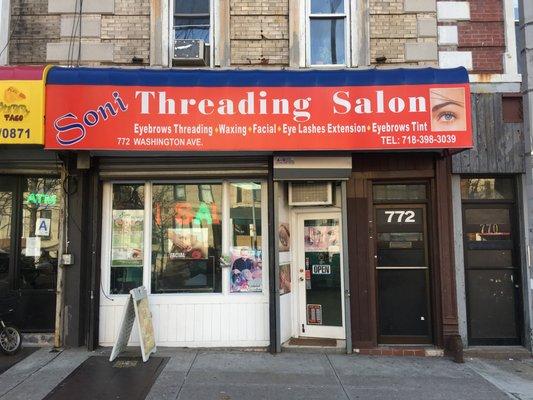 Soni Threading Salon
Eyebrows Threading • Waxing • Facial • Eye Lashes Extension • Eyebrows Tint
772 WASHINGTON AVE.
TEL: 718-398-3039
TACO
/0871
ATM
A
772
770
OPEN